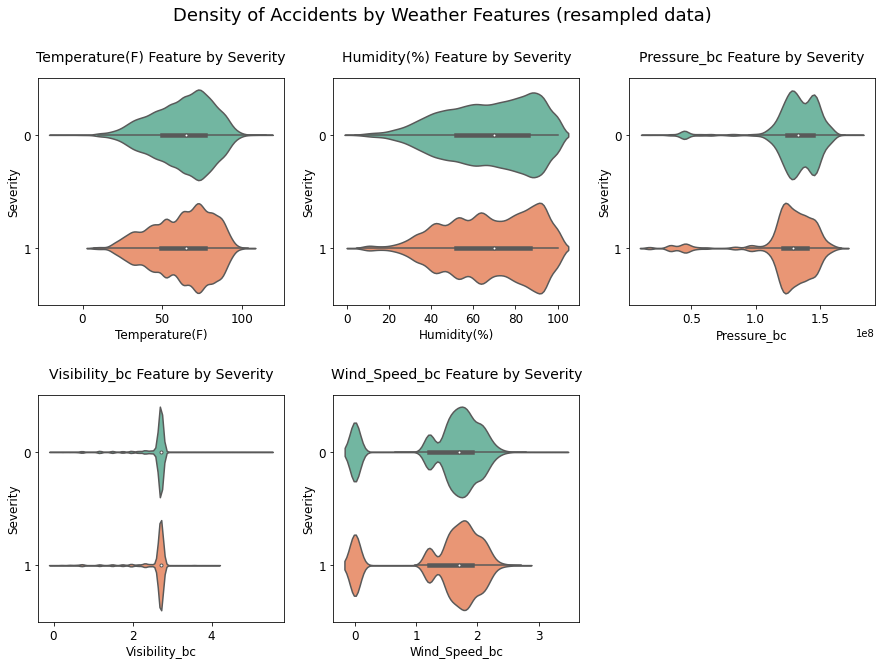 Density of Accidents by Weather Features (resampled data)
Temperature(F) Feature by Severity
Severity
0
1
0 50 100
Temperature(F)
Humidity(%) Feature by Severity
Severity
0
1
0 20 40 60 80 100
Humidity(%)
Pressure_bc Feature by Severity
Severity
0
1
0.5 1.0 1.5
1e8
Pressure_bc
Visibility_bc Feature by Severity
Severity
0
1
0 2 4
Visibility_bc
Wind_Speed_bc Feature by Severity
Severity
0
1
0 1 2 3
Wind_Speed_bc